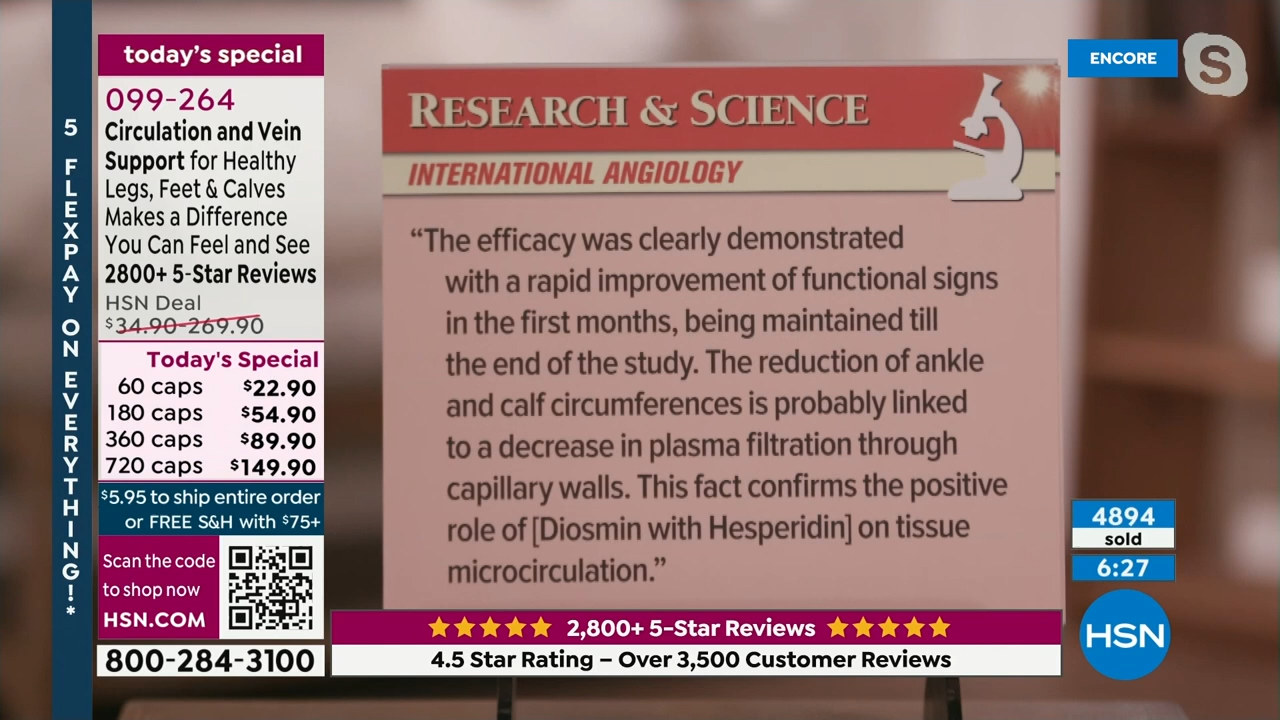 5 FLEXPAY ON EVERYTHING!*
today's special
099-264
Circulation and Vein
Support for Healthy
Legs, Feet & Calves
Makes a Difference
You Can Feel and See
2800+ 5-Star Reviews
HSN Deal
$34.90-269.90
Today's Special
60 caps $22.90
180 caps $54.90
360 caps $89.90
720 caps $149.90
$5.95 to ship entire order
or FREE S&H with $75+
Scan the code
to shop now
HSN.COM
800-284-3100
RESEARCH & SCIENCE
INTERNATIONAL ANGIOLOGY
“The efficacy was clearly demonstrated
with a rapid improvement of functional signs
in the first months, being maintained till
the end of the study. The reduction of ankle
and calf circumferences is probably linked
to a decrease in plasma filtration through
capillary walls. This fact confirms the positive
role of [Diosmin with Hesperidin] on tissue
microcirculation.”
2,800+ 5-Star Reviews
4.5 Star Rating – Over 3,500 Customer Reviews
ENCORE
S
4894
sold
6:27
HSN